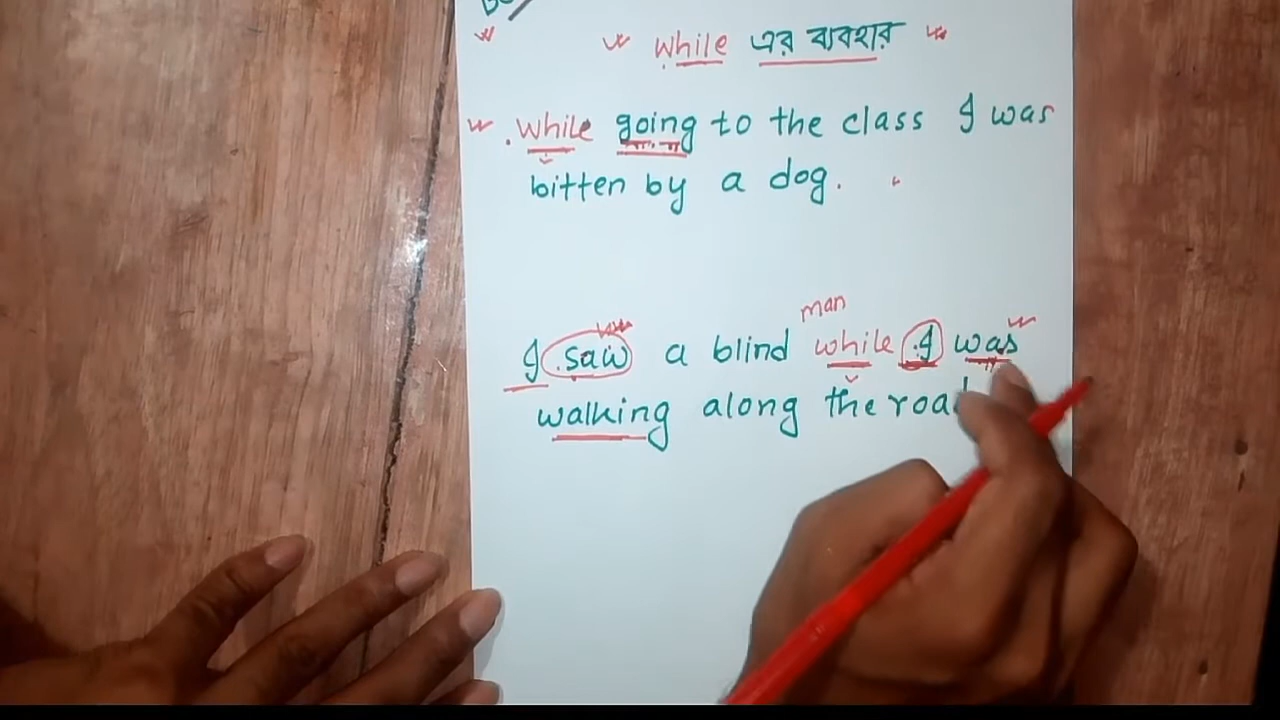 while এর ব্যবহার
while going to the class I was
bitten by a dog.
man
I saw a blind while I was
walking along the road